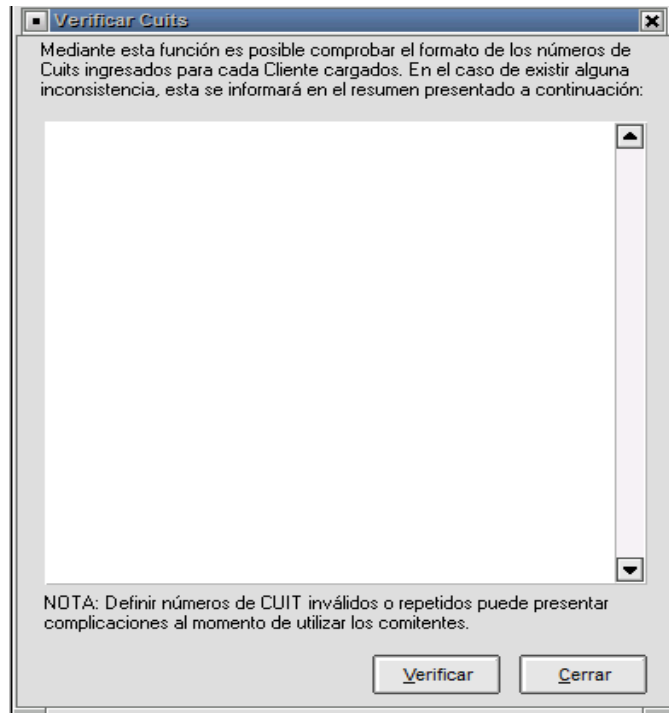 Verificar Cuits
Mediante esta función es posible comprobar el formato de los números de
Cuits ingresados para cada Cliente cargados. En el caso de existir alguna
inconsistencia, esta se informará en el resumen presentado a continuación:
NOTA: Definir números de CUIT inválidos o repetidos puede presentar
complicaciones al momento de utilizar los comitentes.
Verificar
Cerrar